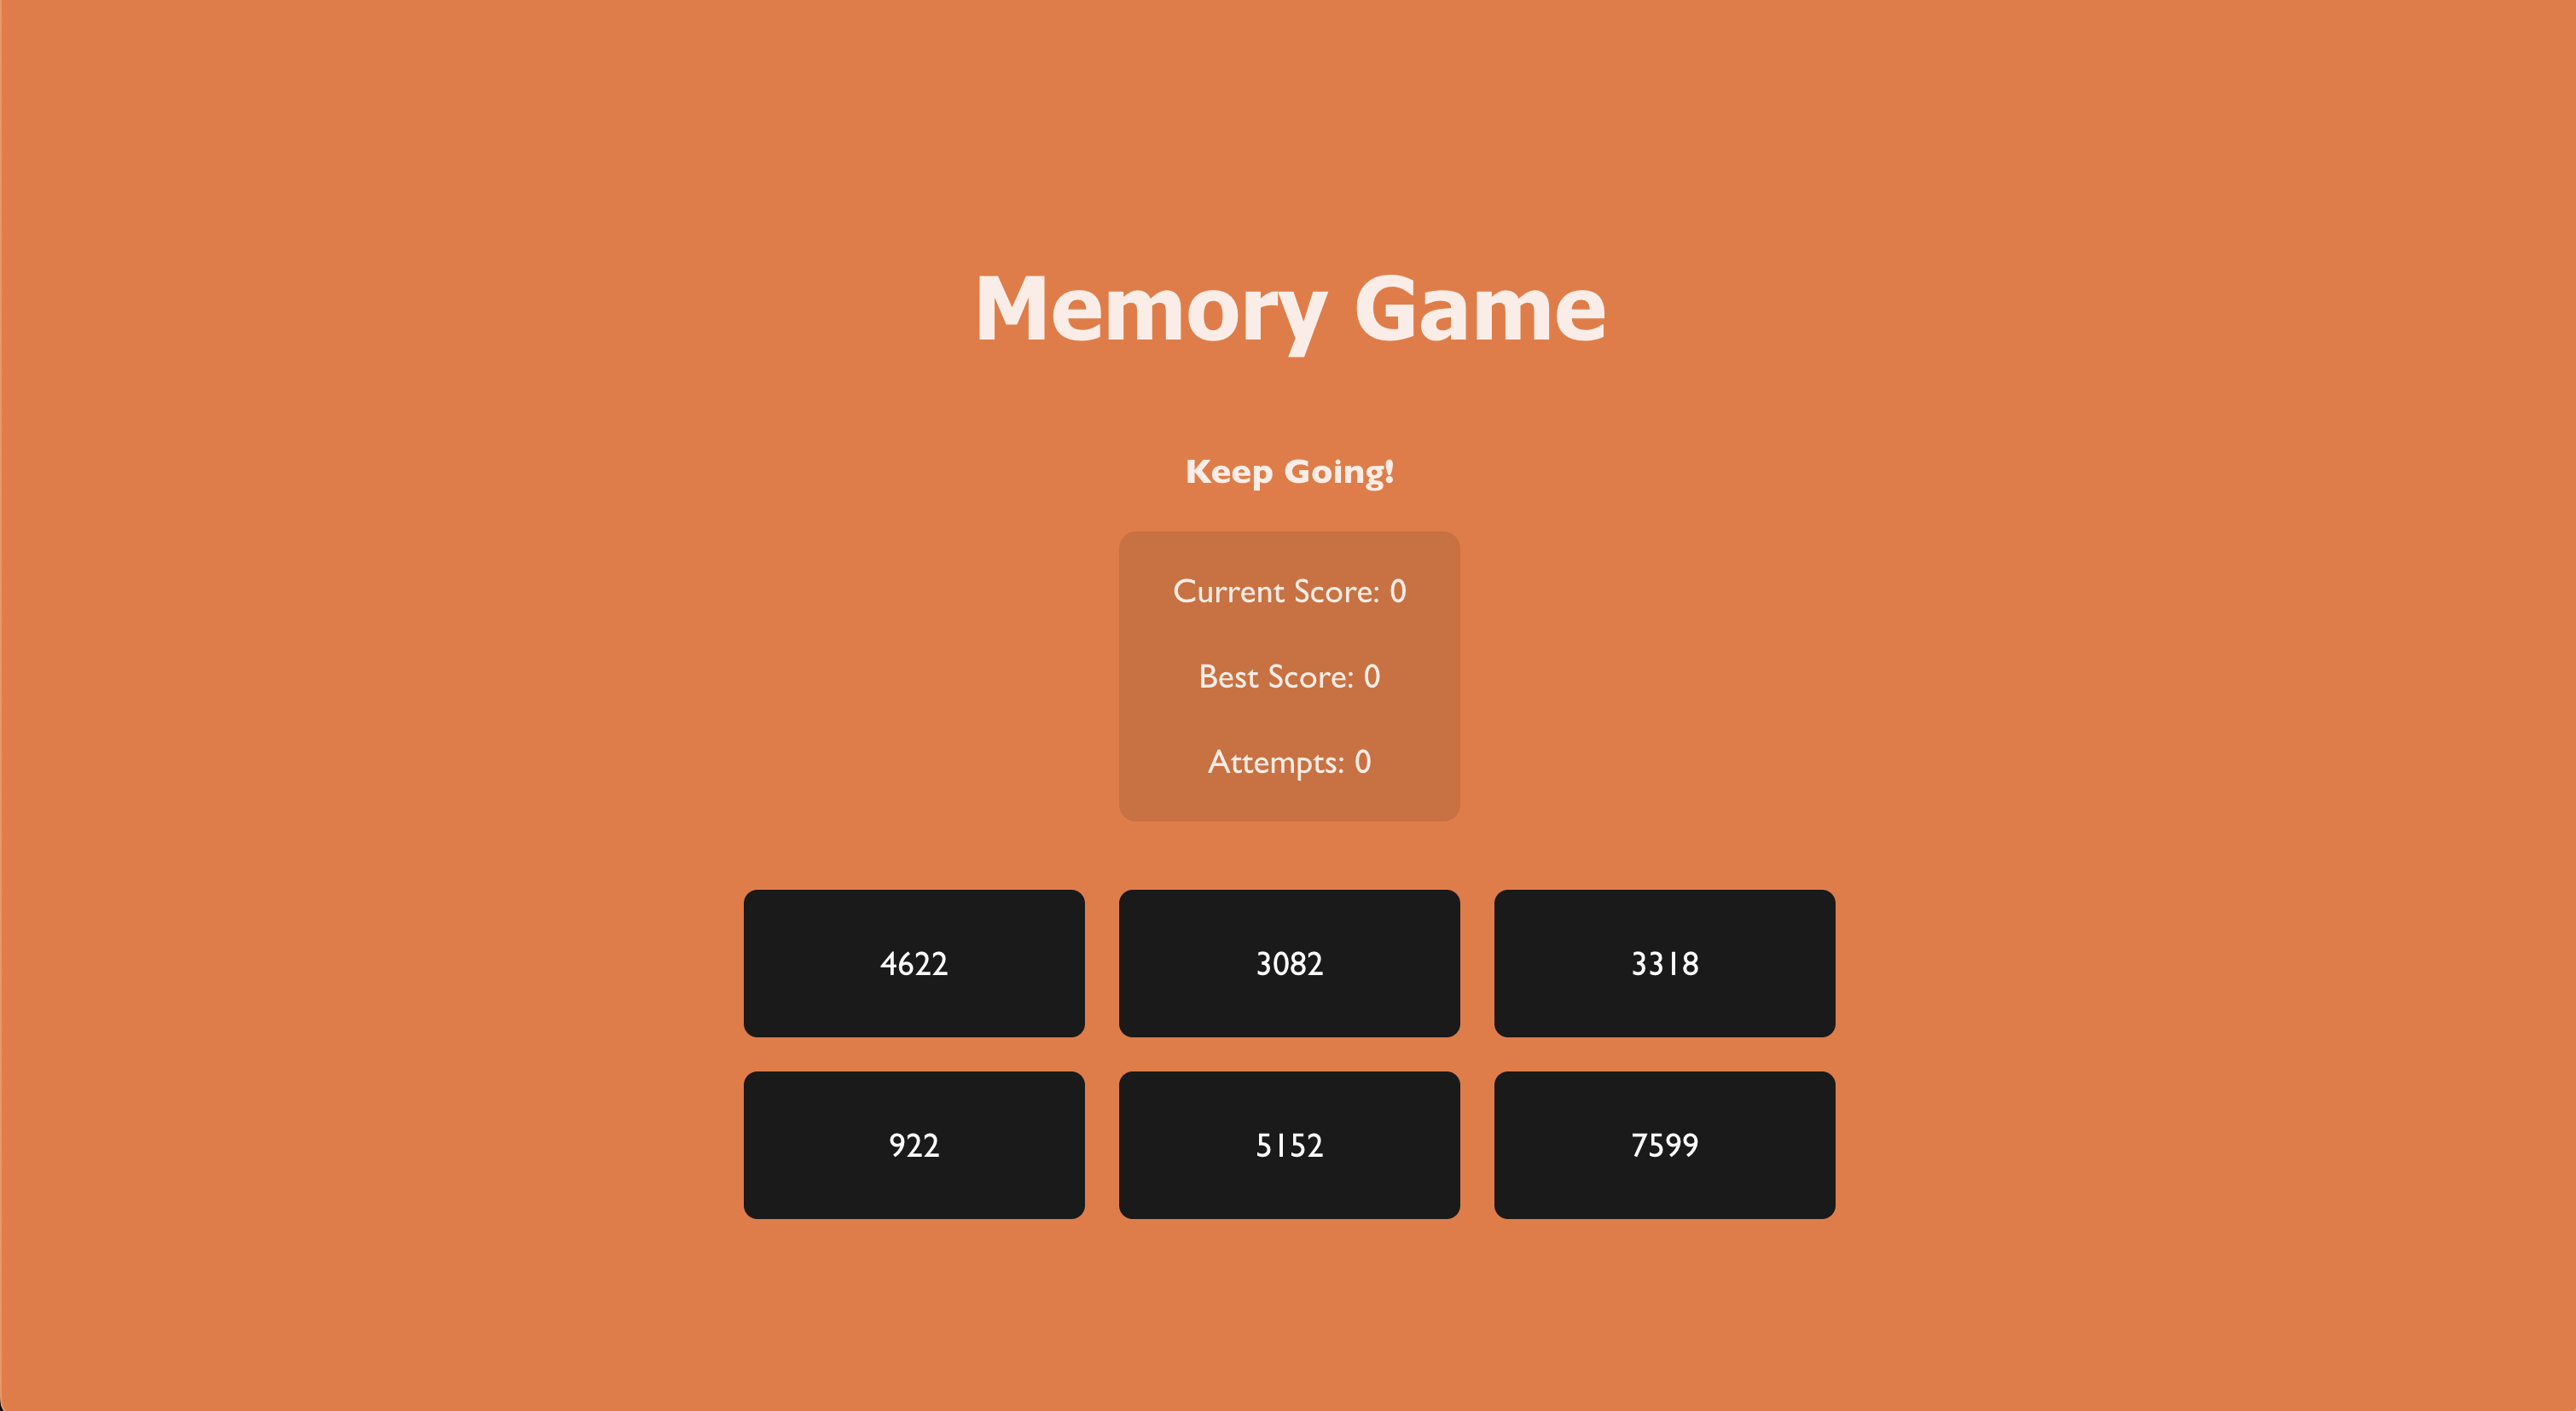 Memory Game
Keep Going!
Current Score: 0
Best Score: 0
Attempts: 0
4622 3082 3318
922 5152 7599